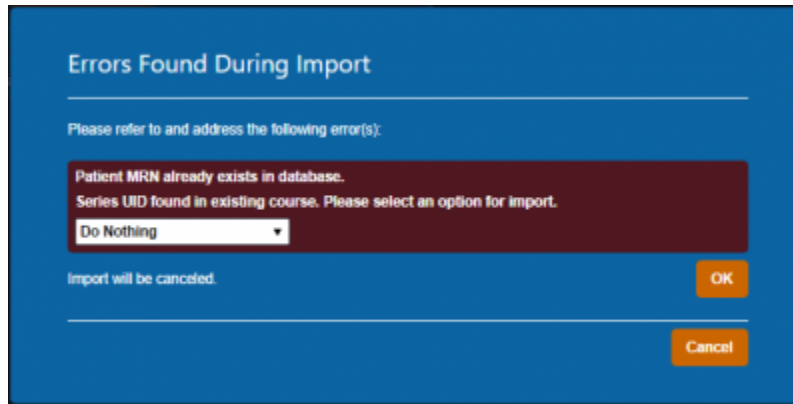 Errors Found During Import
Please refer to and address the following error(s):
Patient MRN already exists in database.
Series UID found in existing course. Please select an option for import.
Do Nothing
Import will be canceled.
OK
Cancel